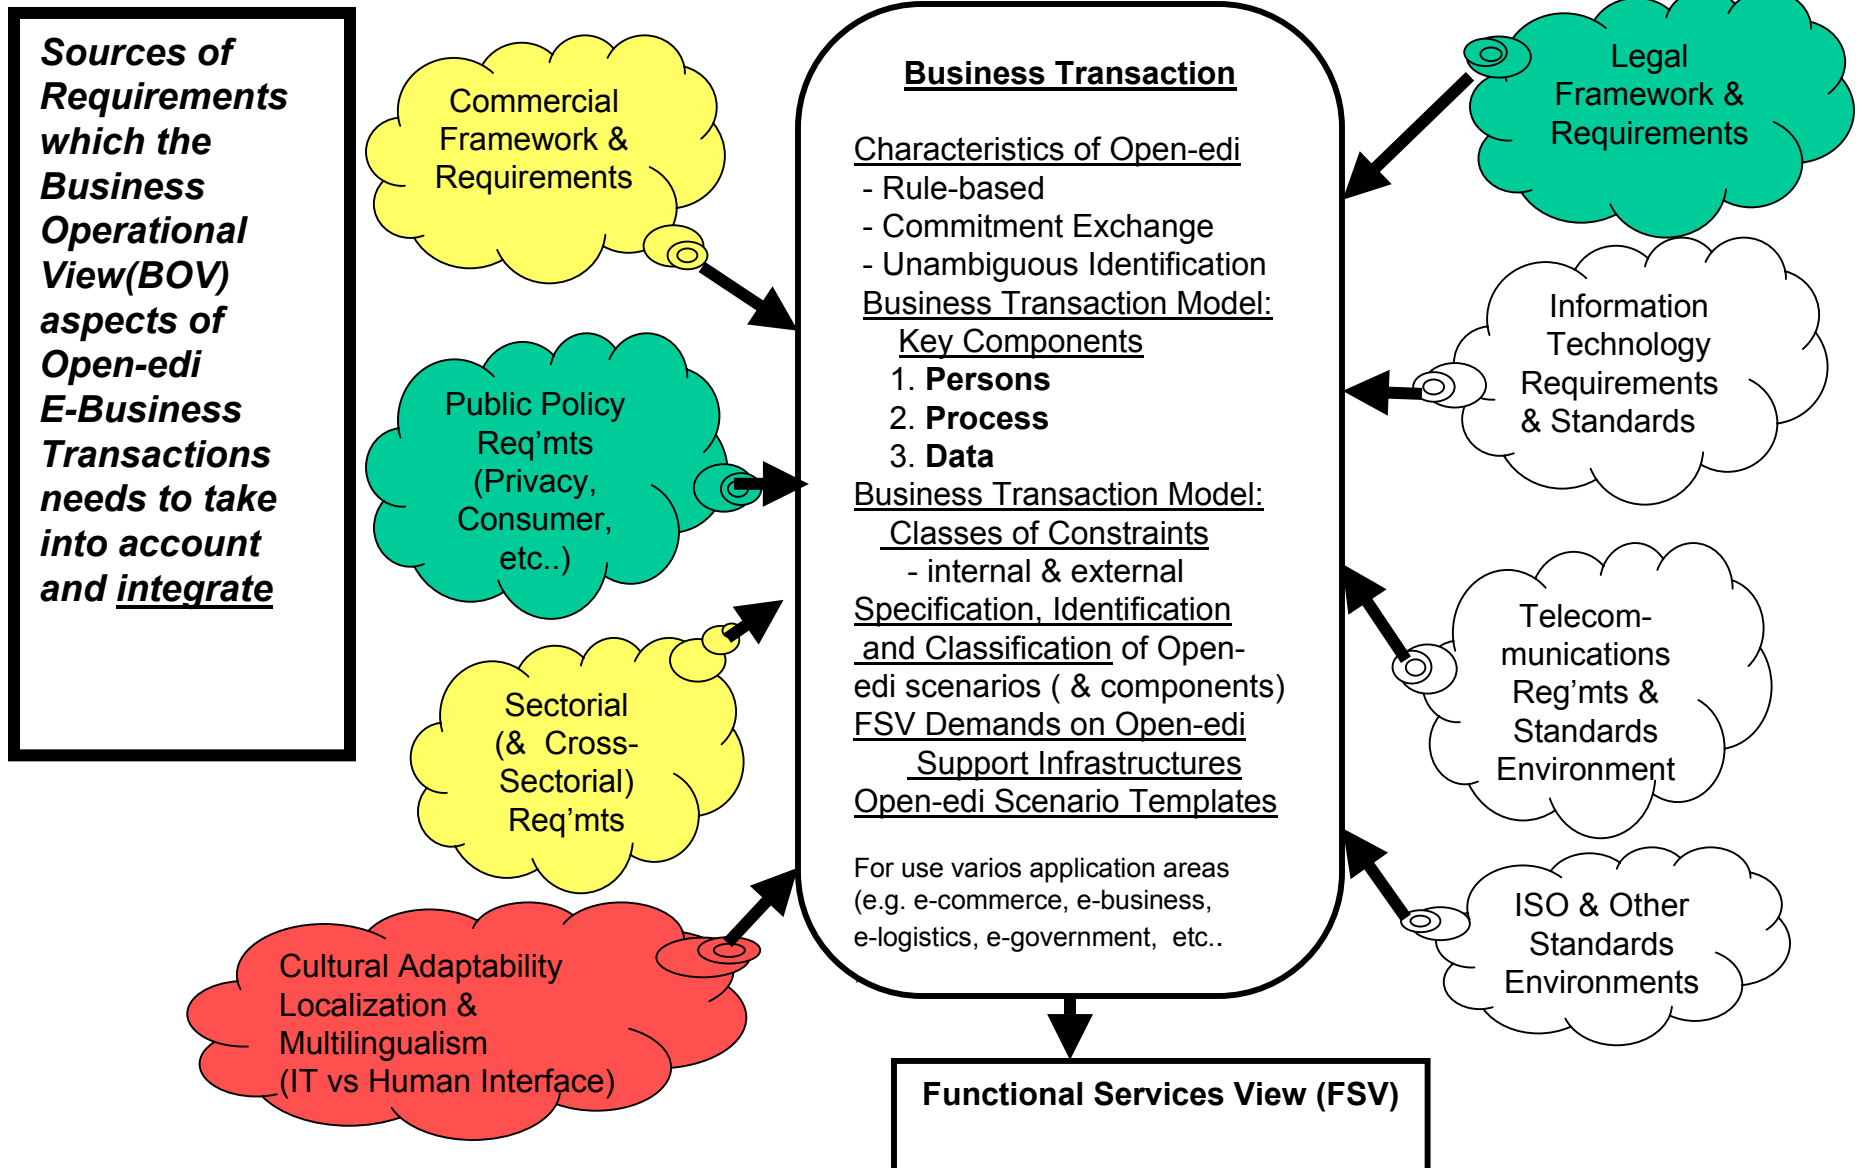 Sources of
Requirements
which the
Business
Operational
View(BOV)
aspects of
Open-edi
E-Business
Transactions
needs to take
into account
and integrate
Commercial
Framework &
Requirements
Public Policy
Req’mts
(Privacy,
Consumer,
etc..)
Sectorial
(& Cross-
Sectorial)
Req’mts
Cultural Adaptability
Localization &
Multilingualism
(IT vs Human Interface)
Business Transaction
Characteristics of Open-edi
- Rule-based
- Commitment Exchange
- Unambiguous Identification
Business Transaction Model:
Key Components
1. Persons
2. Process
3. Data
Business Transaction Model:
Classes of Constraints
- internal & external
Specification, Identification
and Classification of Open-
edi scenarios ( & components)
FSV Demands on Open-edi
Support Infrastructures
Open-edi Scenario Templates
For use varios application areas
(e.g. e-commerce, e-business,
e-logistics, e-government, etc..
Legal
Framework &
Requirements
Information
Technology
Requirements
& Standards
Telecom-
munications
Reg’mts &
Standards
Environment
ISO & Other
Standards
Environments
Functional Services View (FSV)